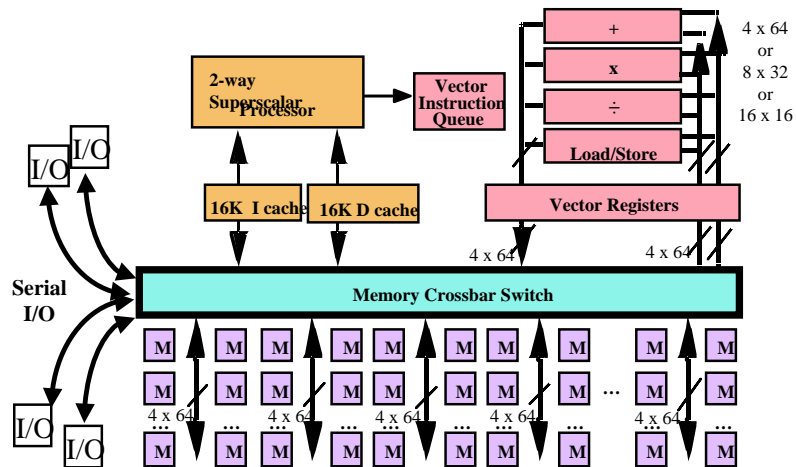 +
4 x 64
or
8 x 32
or
16 x 16
2-way
Superscalar
Processor
Vector
Instruction
Queue
x
÷
Load/Store
I/O
I/O
16K I cache
16K D cache
Vector Registers
4 x 64
4 x 64
Serial
I/O
Memory Crossbar Switch
M M M M M M M M M M
M M M M M M M M ... M M
4 x 64 4 x 64 4 x 64 4 x 64 4 x 64
... ... ... ... ... ... ... ... ... ...
M M M M M M M M M M
I/O
I/O